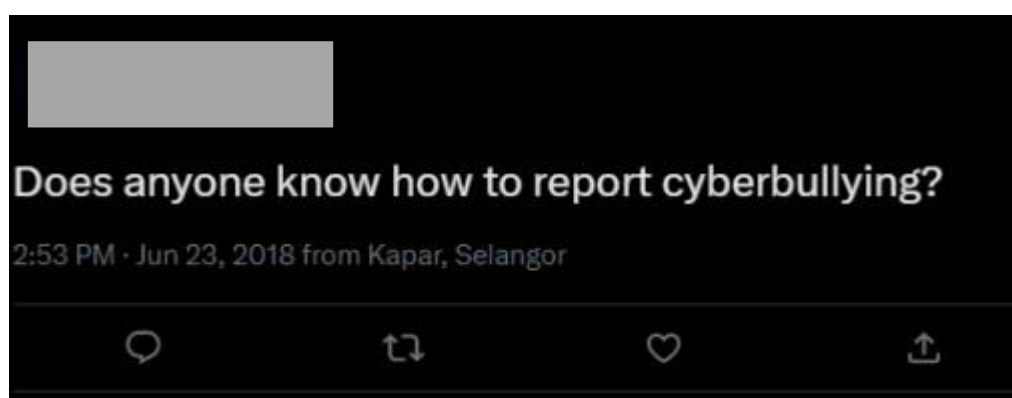 Does anyone know how to report cyberbullying?
2:53 PM · Jun 23, 2018 from Kapar, Selangor